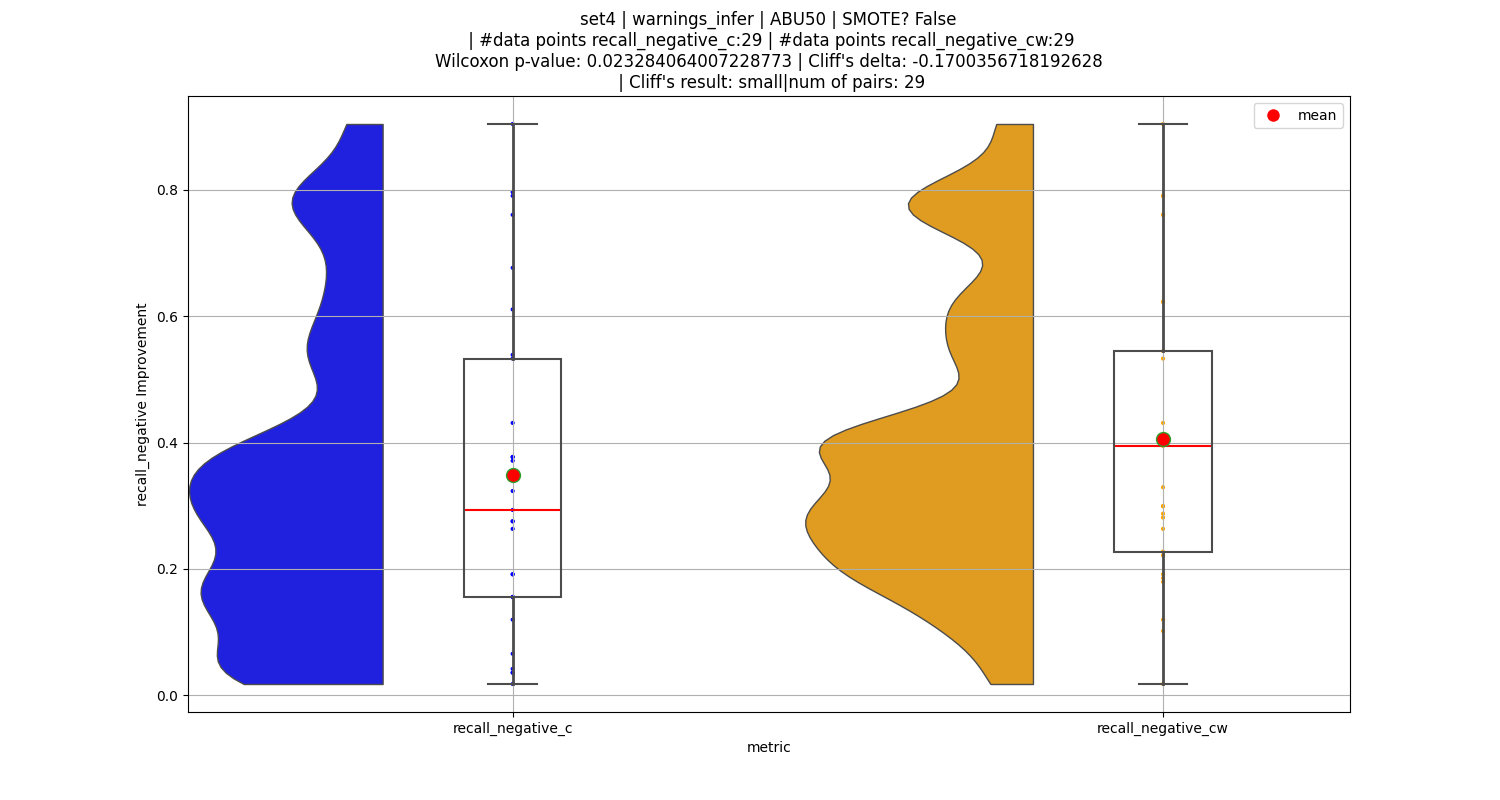 set4 | warnings_infer | ABU50 | SMOTE? False
| #data points recall_negative_c:29 | #data points recall_negative_cw:29
Wilcoxon p-value: 0.023284064007228773 | Cliff's delta: -0.1700356718192628
| Cliff's result: small|num of pairs: 29
mean
0.8
0.6
0.4
0.2
0.0
recall_negative Improvement
recall_negative_c
recall_negative_cw
metric